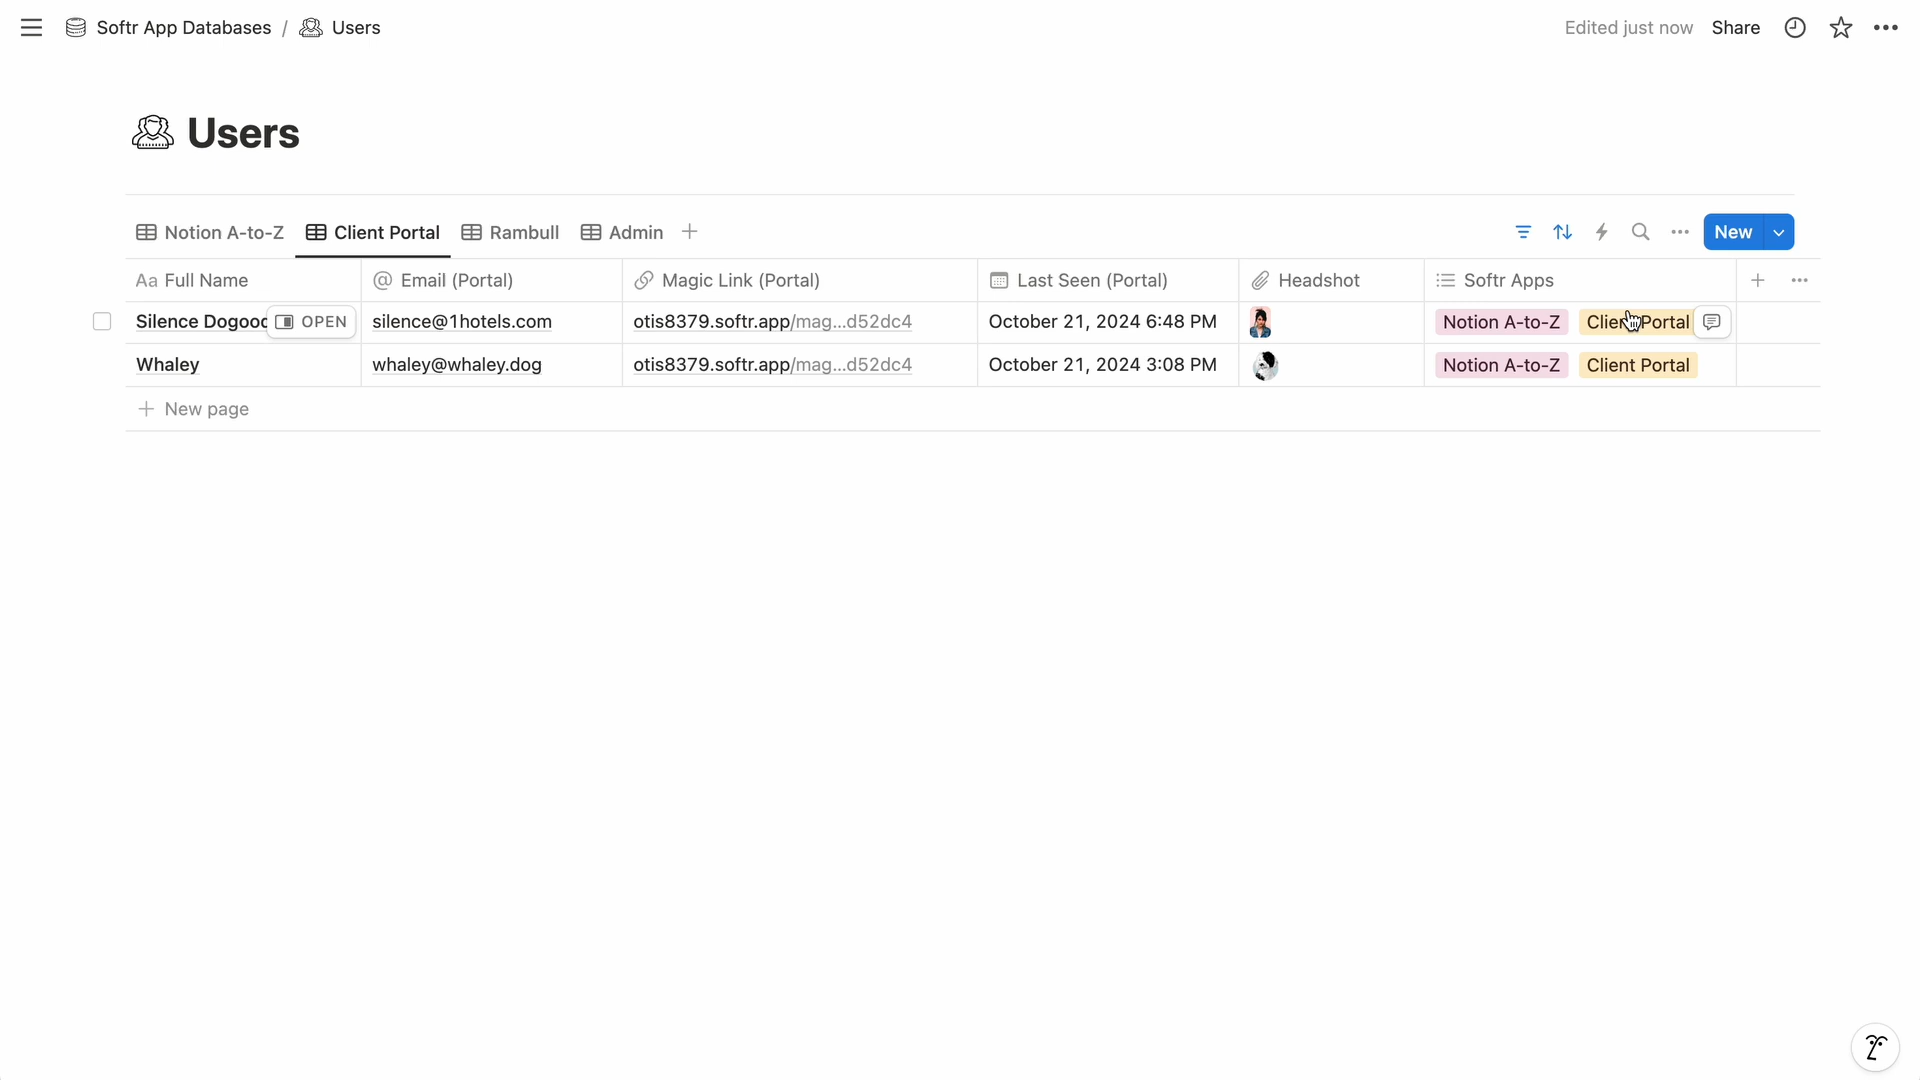 Softr App Databases / Users
Edited just now Share
Users
Notion A-to-Z Client Portal Rambull Admin
New
Aa Full Name @ Email (Portal) Magic Link (Portal) Last Seen (Portal) Headshot Softr Apps
Silence Dogood OPEN silence@1hotels.com otis8379.softr.app/mag...d52dc4 October 21, 2024 6:48 PM Notion A-to-Z Client Portal
Whaley whaley@whaley.dog otis8379.softr.app/mag...d52dc4 October 21, 2024 3:08 PM Notion A-to-Z Client Portal
+ New page